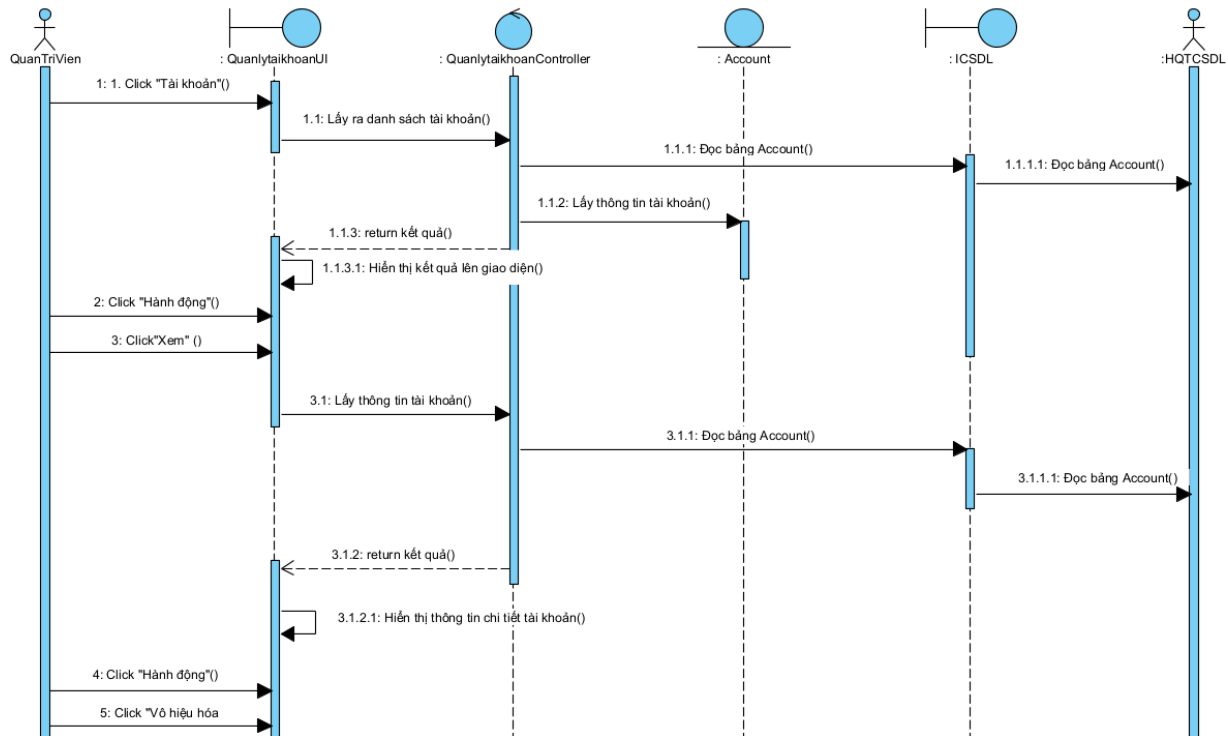 QuanTriVien
: QuanlytaikhoanUI
: QuanlytaikhoanController
: Account
: ICSDL
:HQTCSDL
1: 1. Click "Tài khoản"()
1.1: Lấy ra danh sách tài khoản()
1.1.1: Đọc bảng Account()
1.1.1.1: Đọc bảng Account()
1.1.2: Lấy thông tin tài khoản()
1.1.3: return kết quả()
1.1.3.1: Hiển thị kết quả lên giao diện()
2: Click "Hành động"()
3: Click"Xem" ()
3.1: Lấy thông tin tài khoản()
3.1.1: Đọc bảng Account()
3.1.1.1: Đọc bảng Account()
3.1.2: return kết quả()
3.1.2.1: Hiển thị thông tin chi tiết tài khoản()
4: Click "Hành động"()
5: Click "Vô hiệu hóa